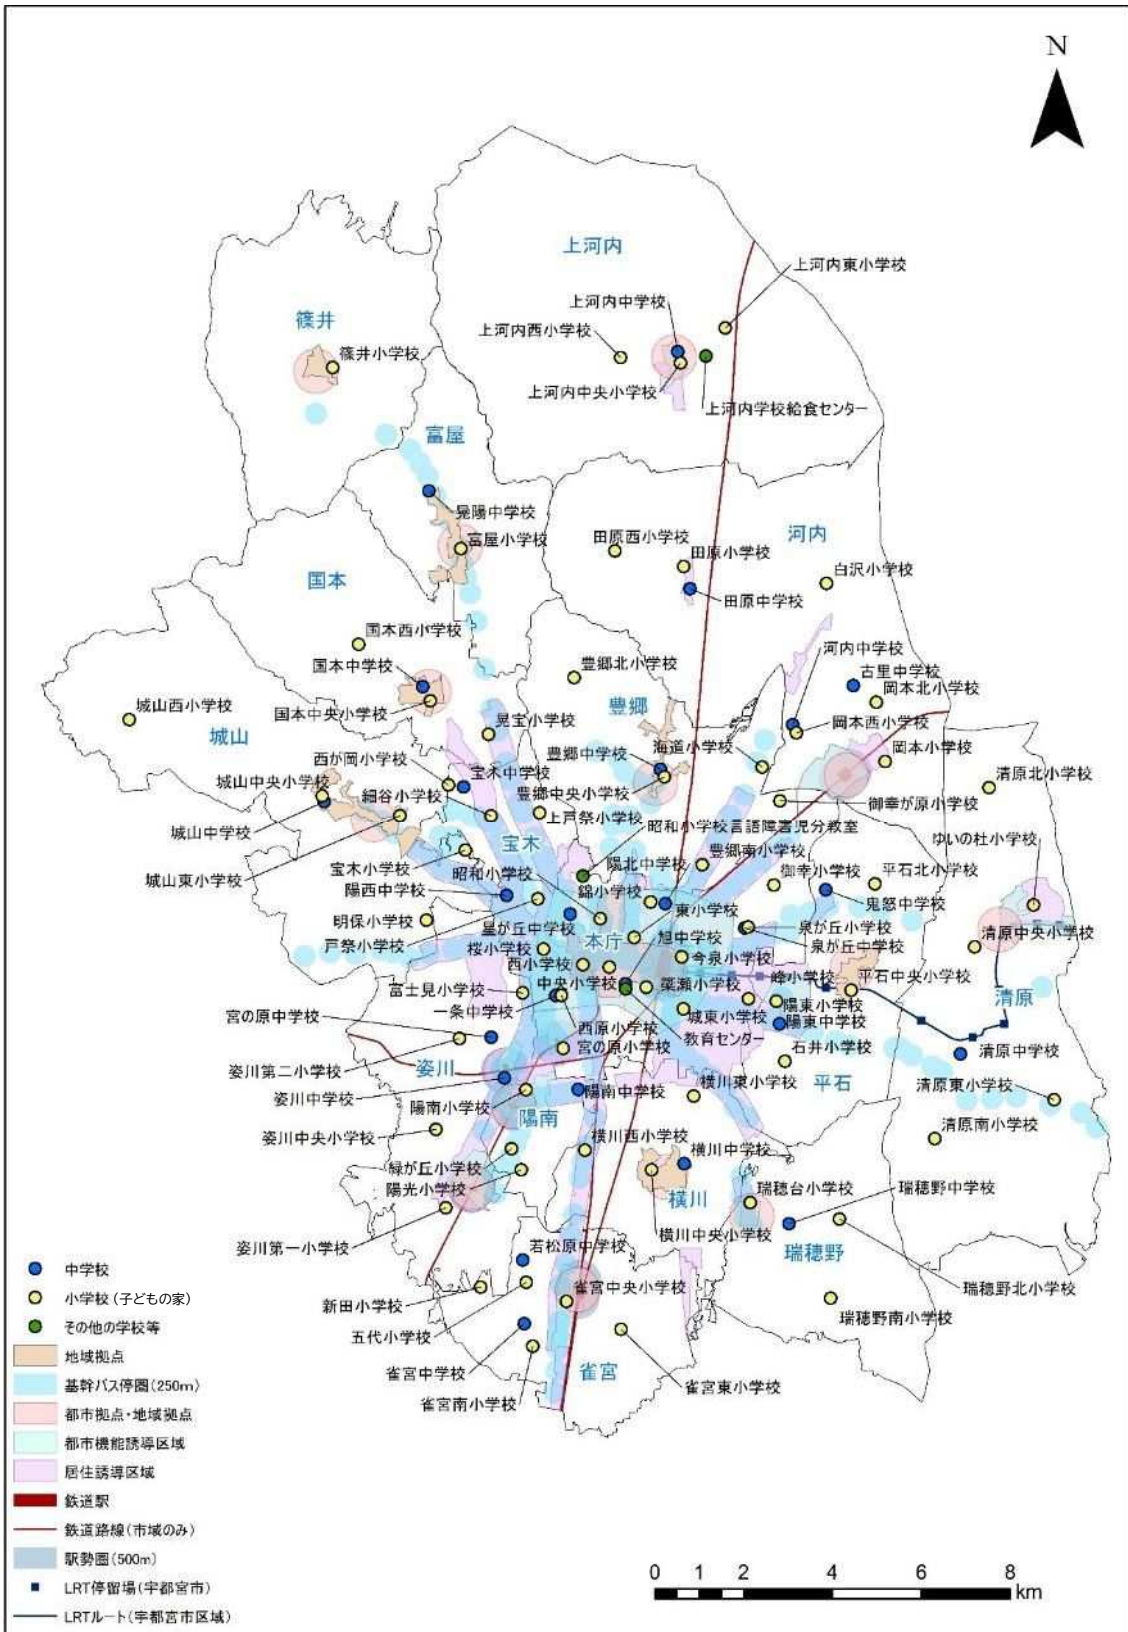 N
上河内
上河内東小学校
上河内中学校
上河内西小学校
篠井
篠井小学校
上河内中央小学校
上河内学校給食センター
富屋
晃陽中学校
富屋小学校
田原西小学校
田原小学校
河内
白沢小学校
田原中学校
国本
国本西小学校
国本中学校
国本中央小学校
豊郷北小学校
河内中学校
古里中学校
岡本北小学校
城山西小学校
城山
晃宝小学校
豊郷
岡本西小学校
西が岡小学校
宝木中学校
豊郷中学校
海道小学校
岡本小学校
城山中央小学校
細谷小学校
豊郷中央小学校
清原北小学校
御幸が原小学校
城山中学校
上戸祭小学校
昭和小学校言語障害児分教室
ゆいの杜小学校
宝木
陽北中学校
豊郷南小学校
城山東小学校
宝木小学校
昭和小学校
御幸小学校
平石北小学校
陽西中学校
錦小学校
東小学校
鬼怒中学校
明保小学校
星が丘中学校
旭中学校
泉が丘小学校
清原中央小学校
戸祭小学校
桜小学校
本庁
泉が丘中学校
西小学校
今泉小学校
峰小学校
平石中央小学校
富士見小学校
中央小学校
簗瀬小学校
清原
一条中学校
城東小学校
陽東小学校
宮の原中学校
西原小学校
教育センター
陽東中学校
宮の原小学校
石井小学校
清原中学校
姿川第二小学校
姿川
横川東小学校
平石
清原東小学校
姿川中学校
陽南中学校
陽南小学校
陽南
清原南小学校
姿川中央小学校
横川西小学校
横川中学校
緑が丘小学校
陽光小学校
横川
瑞穂台小学校
瑞穂野中学校
姿川第一小学校
横川中央小学校
瑞穂野
若松原中学校
新田小学校
雀宮中央小学校
瑞穂野北小学校
瑞穂野南小学校
五代小学校
雀宮中学校
雀宮
雀宮東小学校
雀宮南小学校
中学校
小学校(子どもの家)
その他の学校等
地域拠点
基幹バス停圏(250m)
都市拠点・地域拠点
都市機能誘導区域
居住誘導区域
鉄道駅
鉄道路線(市域のみ)
駅勢圏(500m)
LRT停留場(宇都宮市)
LRTルート(宇都宮市区域)
0 1 2 4 6 8
km